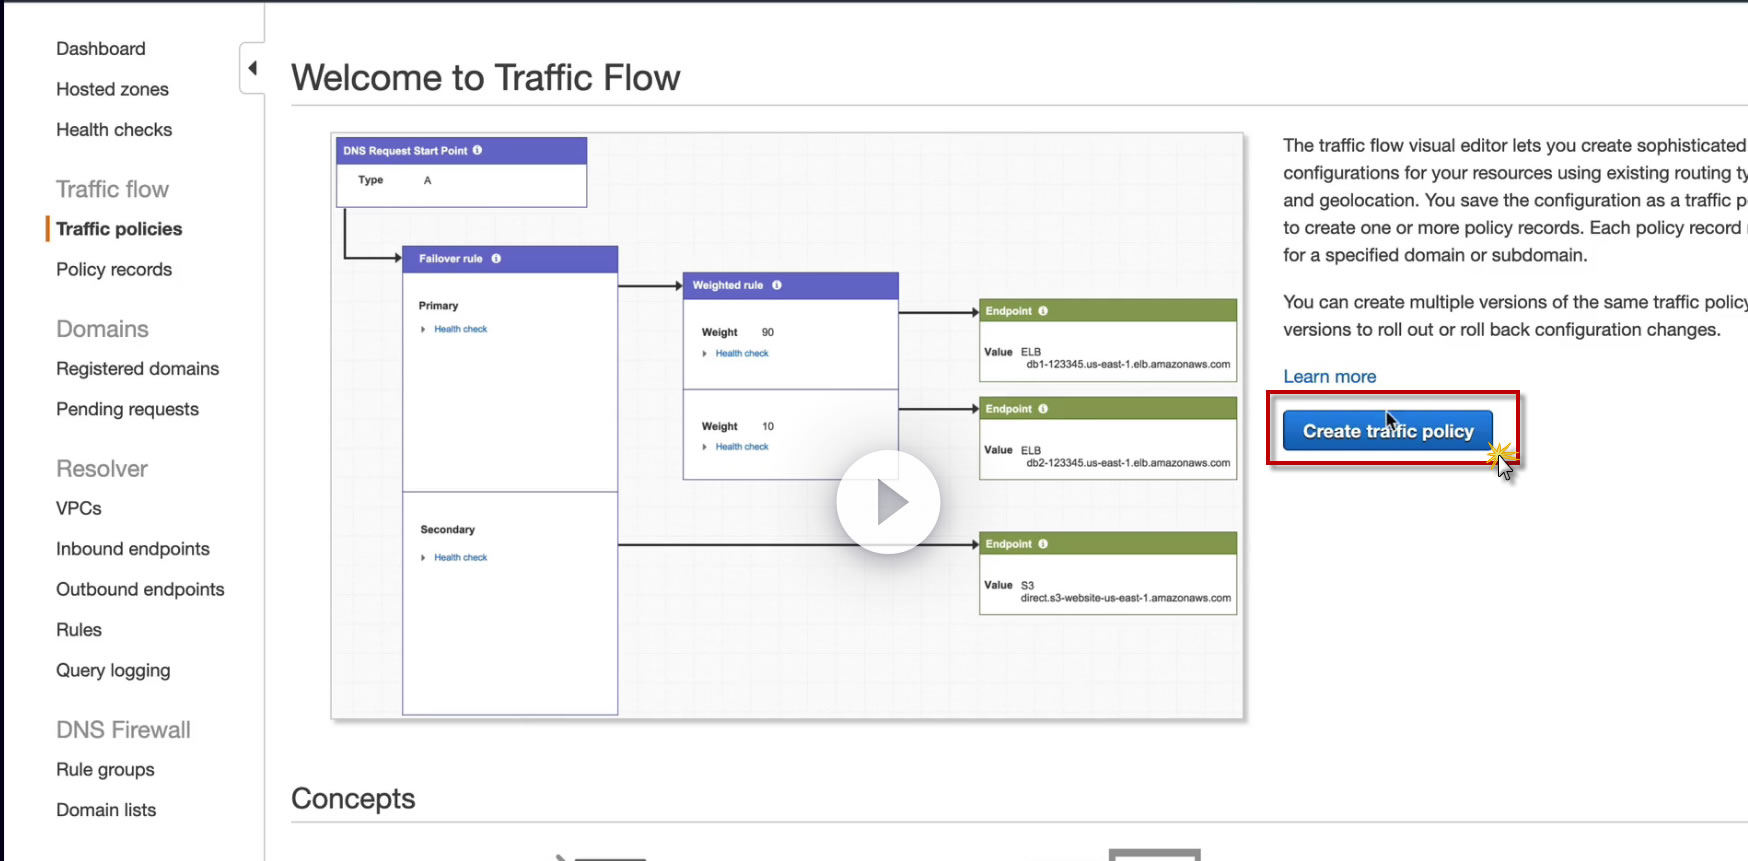 Dashboard
Hosted zones
Health checks
Traffic flow
Traffic policies
Policy records
Domains
Registered domains
Pending requests
Resolver
VPCs
Inbound endpoints
Outbound endpoints
Rules
Query logging
DNS Firewall
Rule groups
Domain lists
Welcome to Traffic Flow
DNS Request Start Point
Type A
Failover rule
Primary
Health check
Secondary
Health check
Weighted rule
Weight 90
Health check
Weight 10
Health check
Endpoint
Value ELB
db1-123345.us-east-1.elb.amazonaws.com
Endpoint
Value ELB
db2-123345.us-east-1.elb.amazonaws.com
Endpoint
Value S3
direct.s3-website-us-east-1.amazonaws.com
The traffic flow visual editor lets you create sophisticated
configurations for your resources using existing routing ty
and geolocation. You save the configuration as a traffic p
to create one or more policy records. Each policy record
for a specified domain or subdomain.
You can create multiple versions of the same traffic policy
versions to roll out or roll back configuration changes.
Learn more
Create traffic policy
Concepts